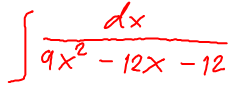 ∫ dx / (9x² - 12x - 12)